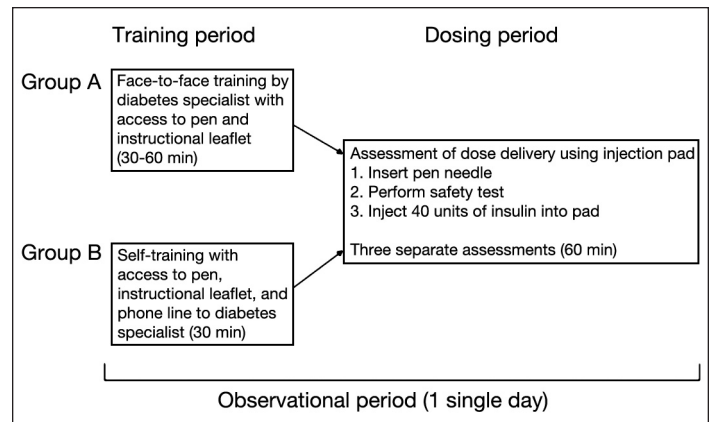 Training period
Dosing period
Group A
Face-to-face training by
diabetes specialist with
access to pen and
instructional leaflet
(30-60 min)
Assessment of dose delivery using injection pad
1. Insert pen needle
2. Perform safety test
3. Inject 40 units of insulin into pad
Three separate assessments (60 min)
Group B
Self-training with
access to pen,
instructional leaflet, and
phone line to diabetes
specialist (30 min)
Observational period (1 single day)